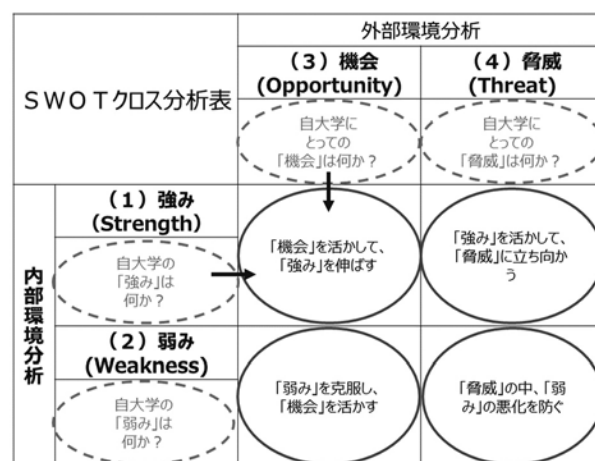 外部環境分析
SWOTクロス分析表
(3)機会
(Opportunity)
(4)脅威
(Threat)
自大学に
とっての
「機会」は何か?
自大学に
とっての
「脅威」は何か?
内部環境分析
(1)強み
(Strength)
自大学の
「強み」は
何か?
「機会」を活かして、
「強み」を伸ばす
「強み」を活かして、
「脅威」に立ち向か
う
(2)弱み
(Weakness)
自大学の
「弱み」は
何か?
「弱み」を克服し、
「機会」を活かす
「脅威」の中、「弱
み」の悪化を防ぐ